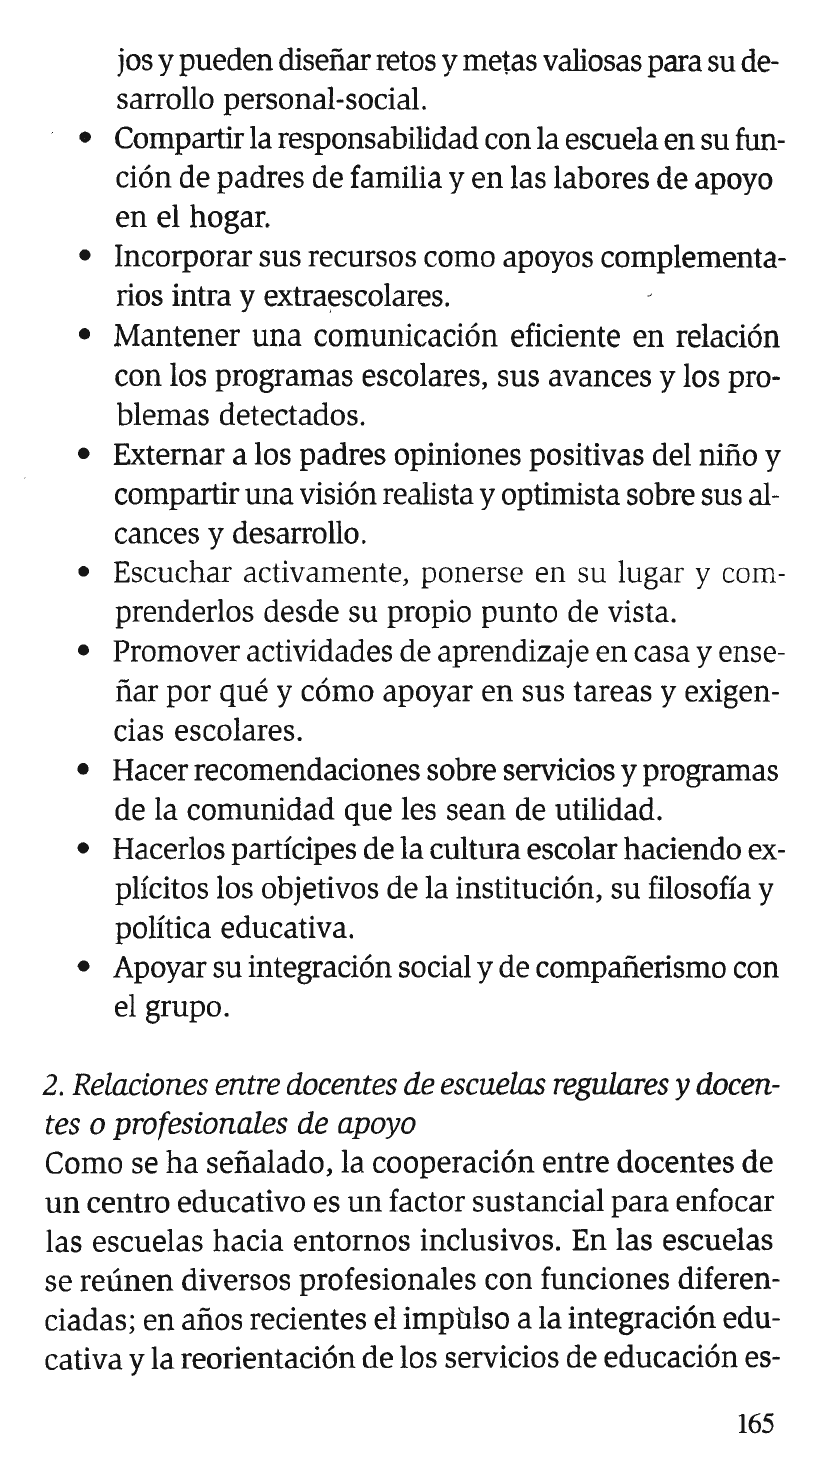 jos y pueden diseñar retos y metas valiosas para su de-
sarrollo personal-social.
• Compartir la responsabilidad con la escuela en su fun-
ción de padres de familia y en las labores de apoyo
en el hogar.
• Incorporar sus recursos como apoyos complementa-
rios intra y extraescolares.
• Mantener una comunicación eficiente en relación
con los programas escolares, sus avances y los pro-
blemas detectados.
• Externar a los padres opiniones positivas del niño y
compartir una visión realista y optimista sobre sus al-
cances y desarrollo.
• Escuchar activamente, ponerse en su lugar y com-
prenderlos desde su propio punto de vista.
• Promover actividades de aprendizaje en casa y ense-
ñar por qué y cómo apoyar en sus tareas y exigen-
cias escolares.
• Hacer recomendaciones sobre servicios y programas
de la comunidad que les sean de utilidad.
• Hacerlos partícipes de la cultura escolar haciendo ex-
plícitos los objetivos de la institución, su filosofía y
política educativa.
• Apoyar su integración social y de compañerismo con
el grupo.
2. Relaciones entre docentes de escuelas regulares y docen-
tes o profesionales de apoyo
Como se ha señalado, la cooperación entre docentes de
un centro educativo es un factor sustancial para enfocar
las escuelas hacia entornos inclusivos. En las escuelas
se reúnen diversos profesionales con funciones diferen-
ciadas; en años recientes el impulso a la integración edu-
cativa y la reorientación de los servicios de educación es-
165